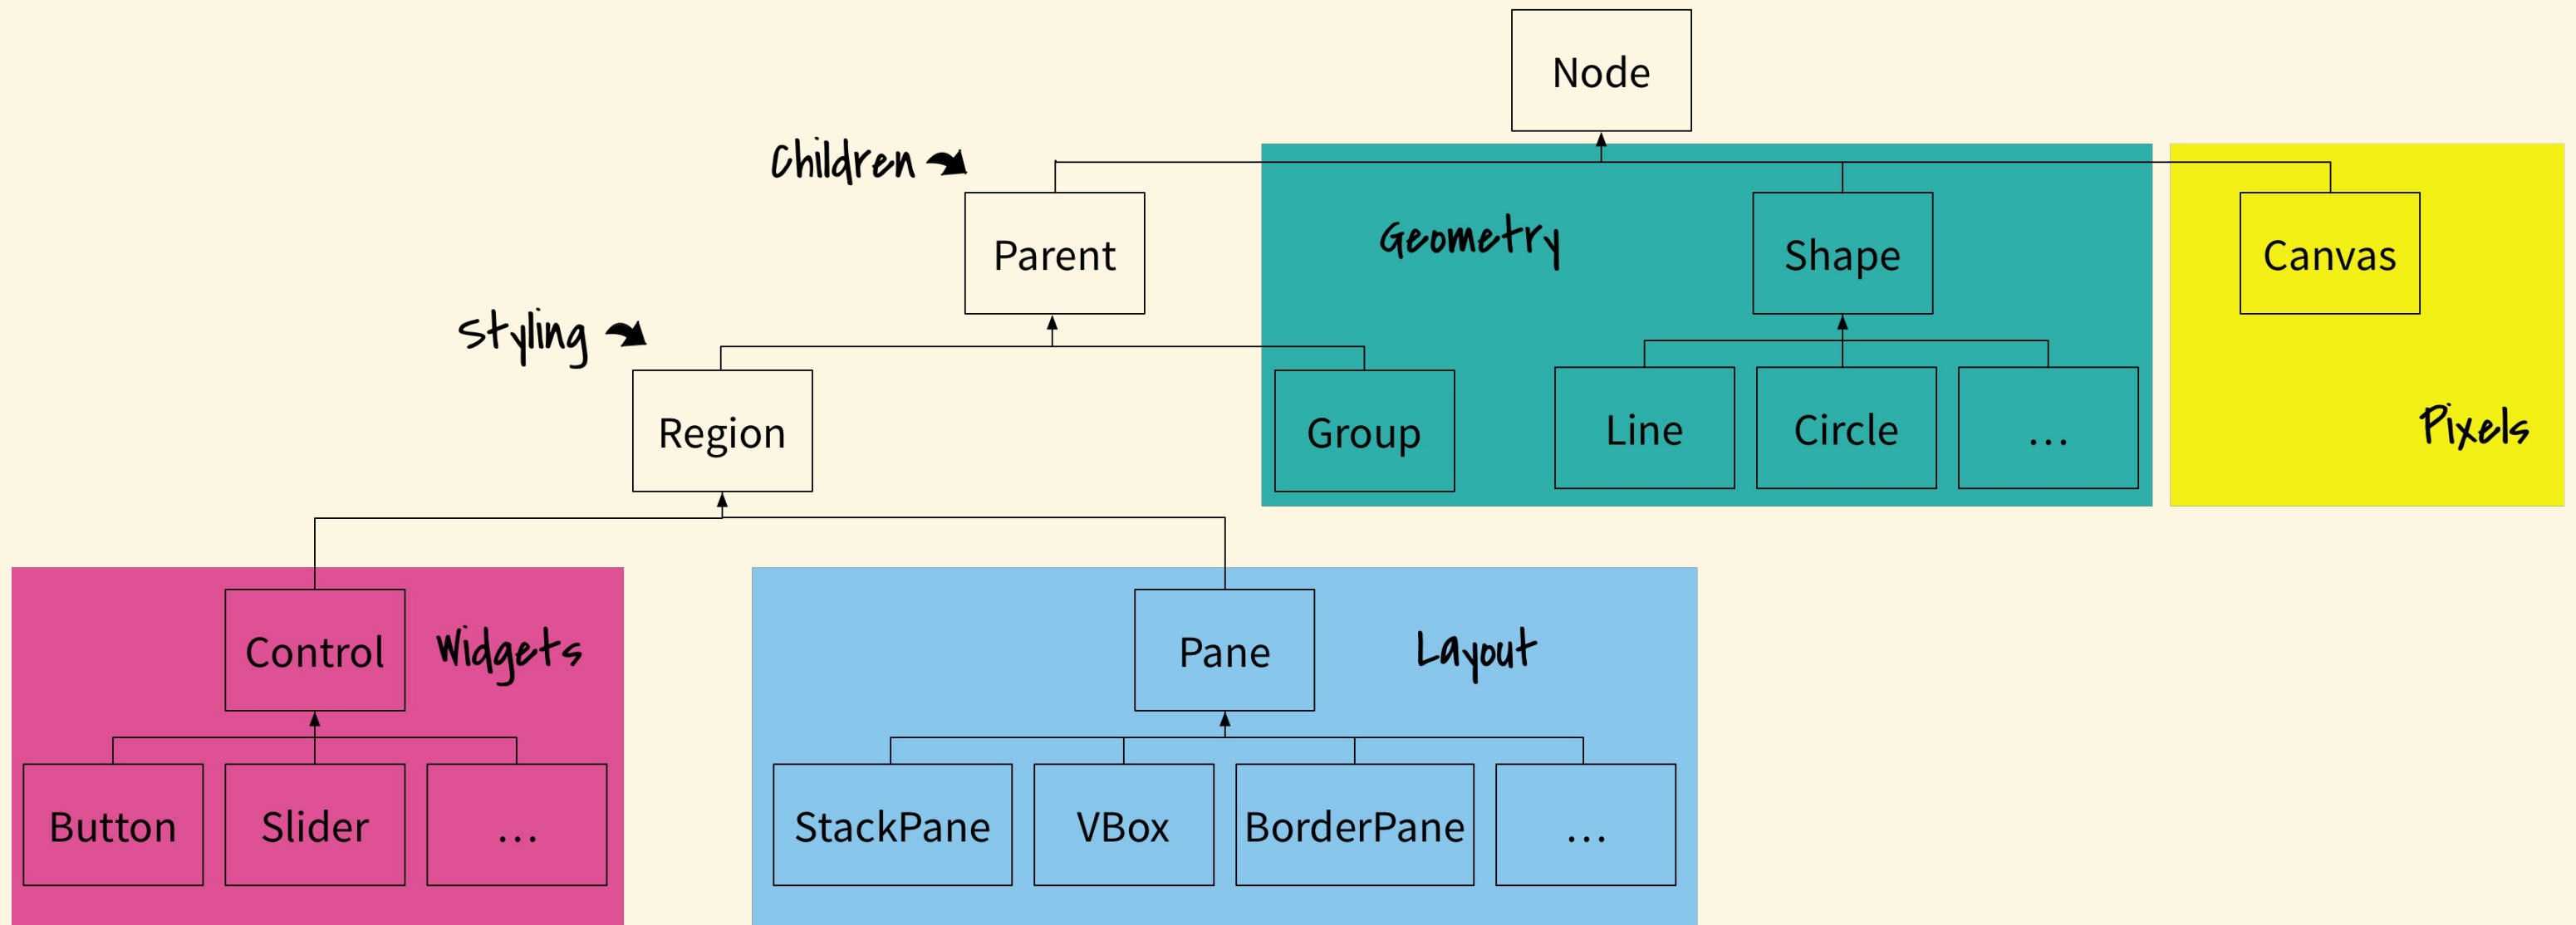 Node
Children
Parent
Geometry
Shape
Canvas
Styling
Region
Group
Line
Circle
...
Pixels
Control
Widgets
Pane
Layout
Button
Slider
...
StackPane
VBox
BorderPane
...